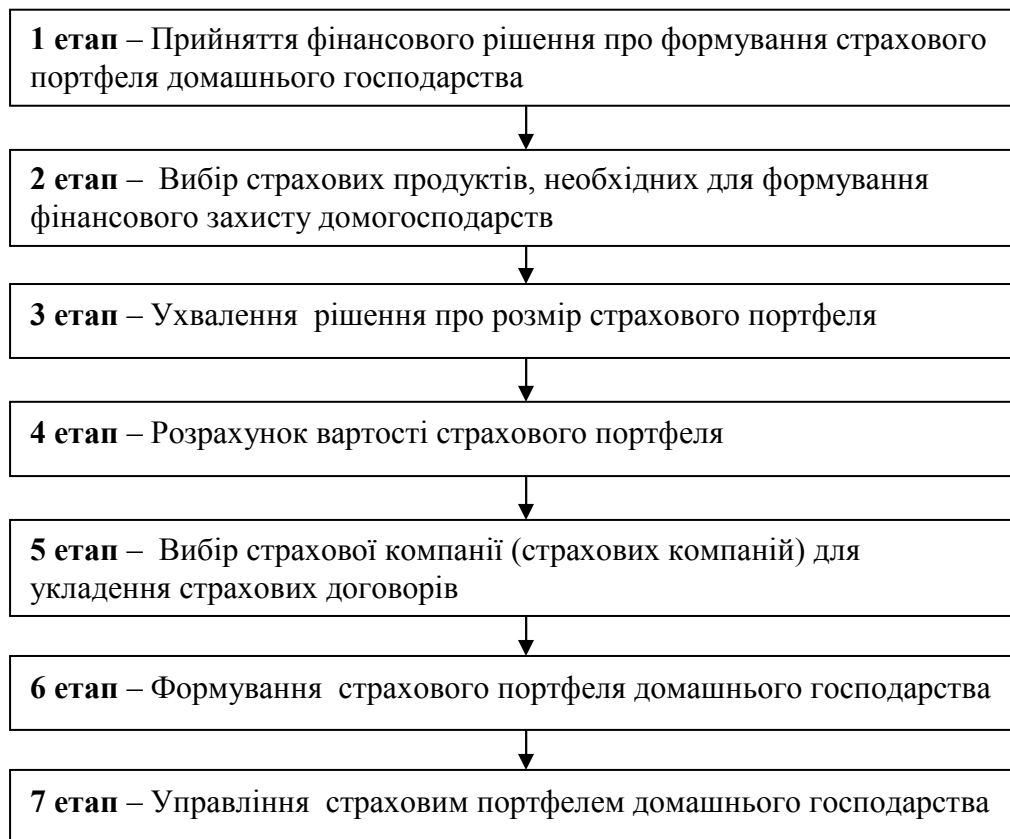 1 етап – Прийняття фінансового рішення про формування страхового
портфеля домашнього господарства
2 етап – Вибір страхових продуктів, необхідних для формування
фінансового захисту домогосподарств
3 етап – Ухвалення рішення про розмір страхового портфеля
4 етап – Розрахунок вартості страхового портфеля
5 етап – Вибір страхової компанії (страхових компаній) для
укладення страхових договорів
6 етап – Формування страхового портфеля домашнього господарства
7 етап – Управління страховим портфелем домашнього господарства